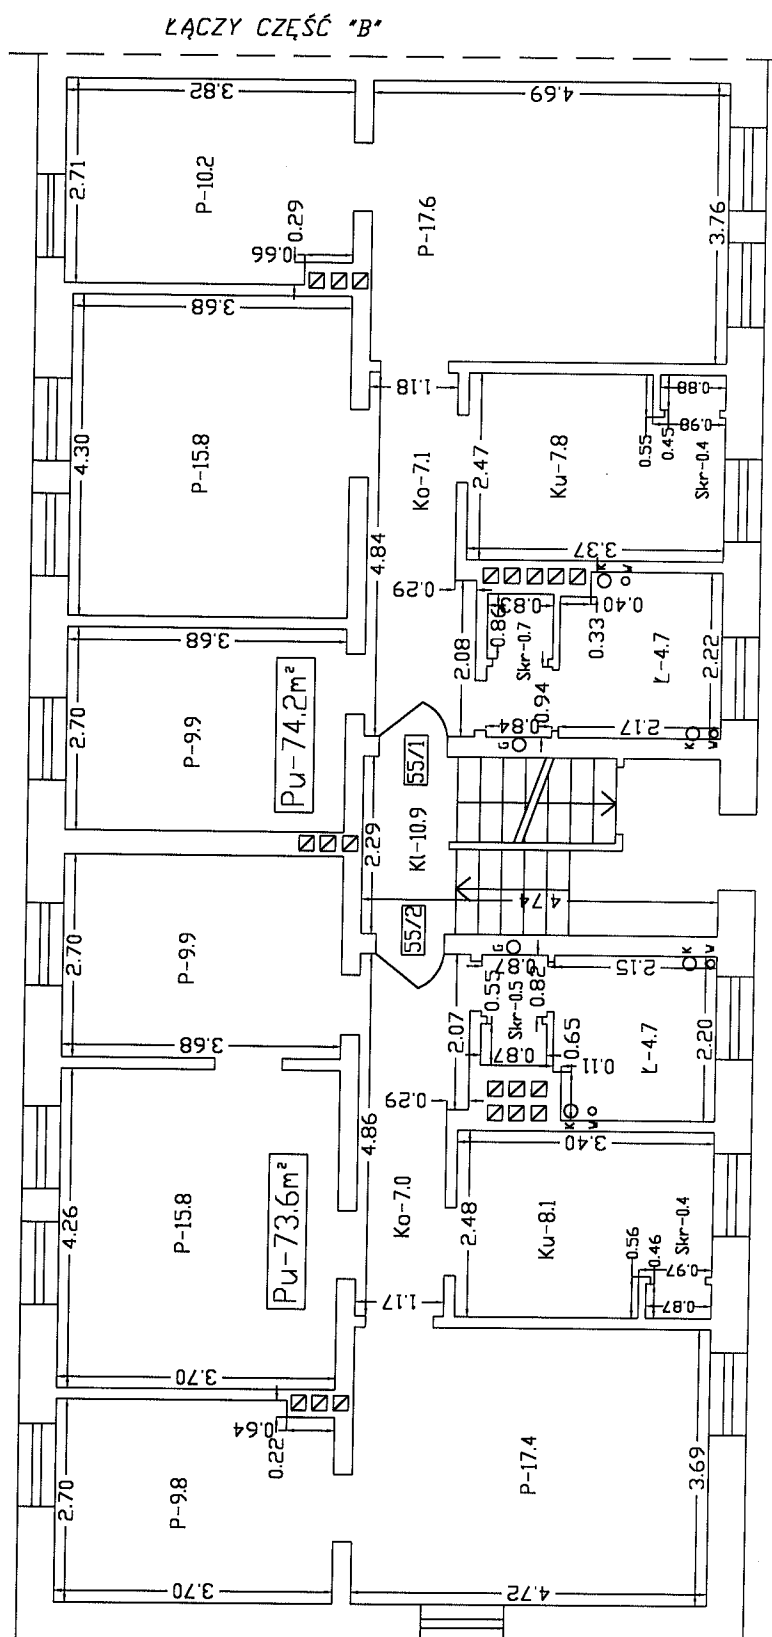 ŁĄCZY CZĘŚĆ "B"
3.82
4.69
2.71
P-10.2
0.29
0.66
P-17.6
3.76
3.68
1.18
0.88
0.98
0.55
0.45
Skr-0.4
4.30
P-15.8
Ko-7.1
2.47
Ku-7.8
3.37
4.84
0.29
K
W
0.83
0.40
0.86
0.33
Skr-0.7
Ł-4.7
2.22
2.08
3.68
2.70
P-9.9
Pu-74.2m²
0.94
0.84
2.17
G
K
W
55/1
Kl-10.9
2.29
4.74
55/2
G
K
W
0.87
2.15
2.70
P-9.9
3.68
0.55
Skr-0.5
0.82
2.07
0.87
0.65
0.11
Ł-4.7
2.20
0.29
K
W
4.86
3.40
4.26
P-15.8
Pu-73.6m²
Ko-7.0
2.48
Ku-8.1
0.56
0.46
Skr-0.4
0.97
0.87
1.17
3.70
0.64
0.22
2.70
P-9.8
P-17.4
3.69
3.70
4.72